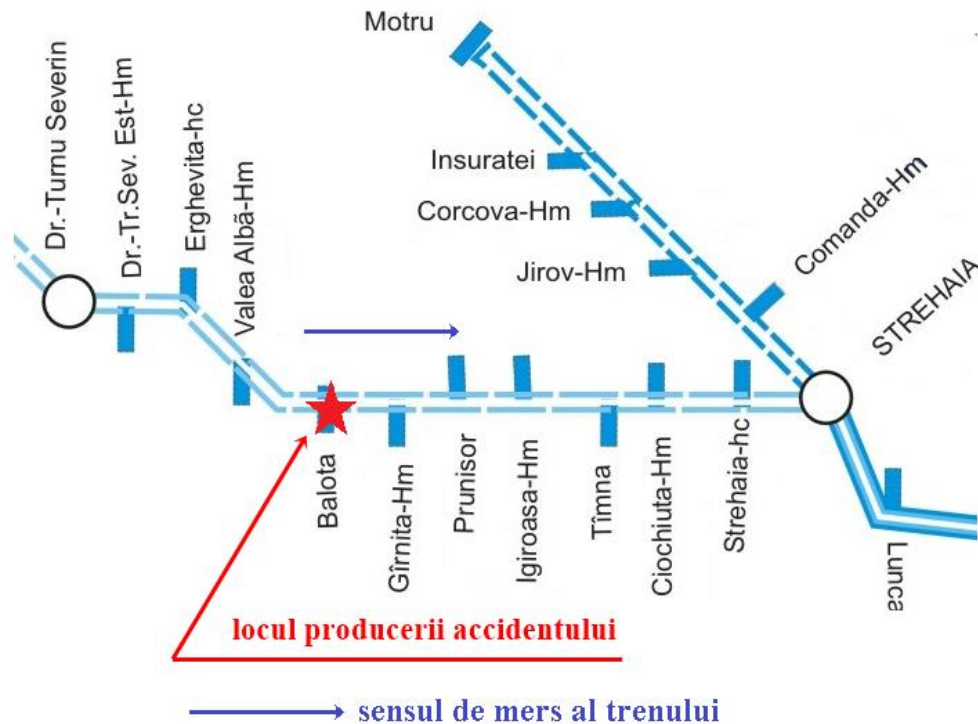 Motru
Insuratei
Corcova-Hm
Jirov-Hm
Comanda-Hm
STREHAIA
Dr.-Turnu Severin
Dr.-Tr.Sev. Est-Hm
Erghevita-hc
Valea Albã-Hm
Balota
Gîrnita-Hm
Prunisor
Igiroasa-Hm
Tîmna
Ciochiuta-Hm
Strehaia-hc
Lunca
locul producerii accidentului
sensul de mers al trenului